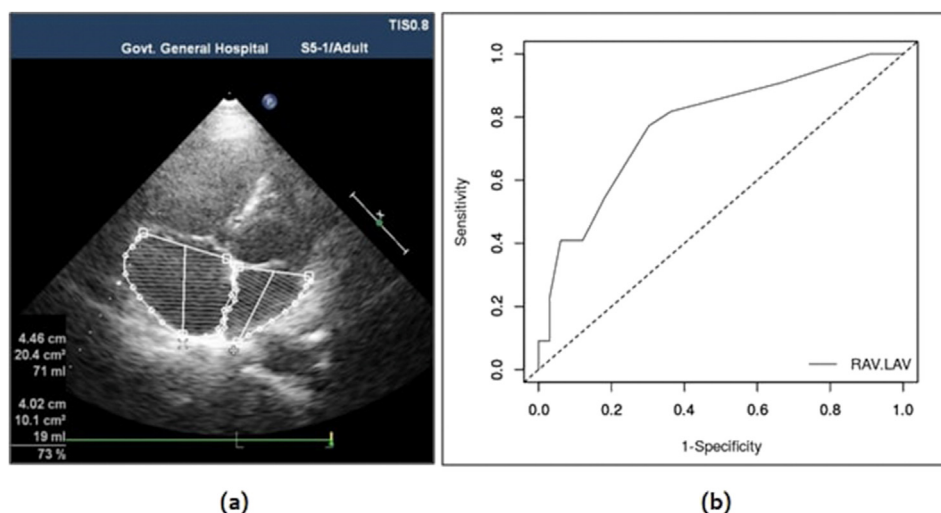 TIS0.8
Govt. General Hospital S5-1/Adult
4.46 cm
20.4 cm²
71 ml
4.02 cm
10.1 cm²
19 ml
73 %
(a)
Sensitivity
1.0
0.8
0.6
0.4
0.2
0.0
RAV.LAV
0.0 0.2 0.4 0.6 0.8 1.0
1-Specificity
(b)